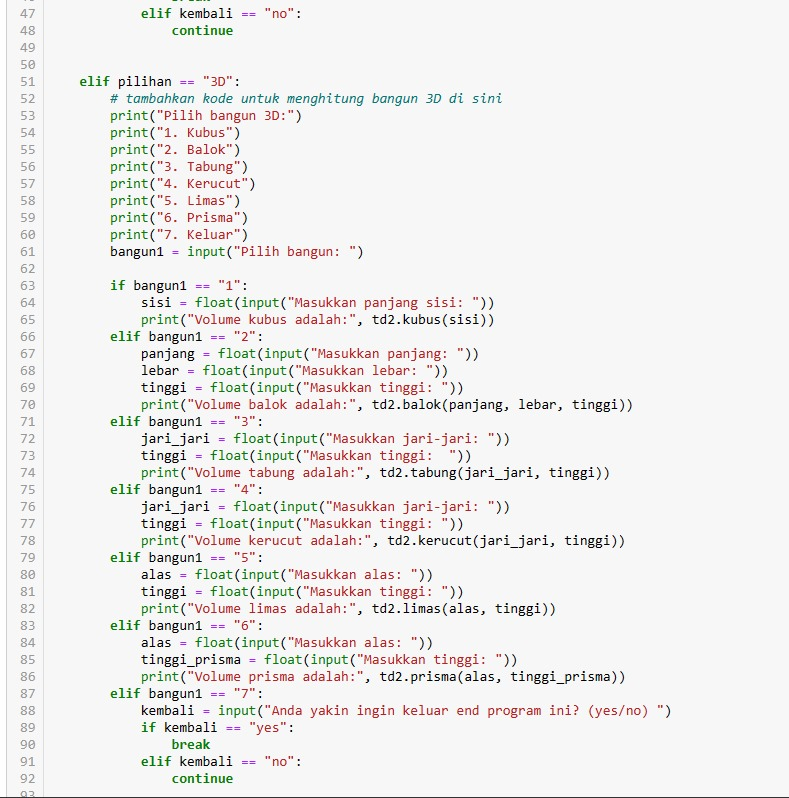 47 elif kembali == "no":
48 continue
49
50
51 elif pilihan == "3D":
52 # tambahkan kode untuk menghitung bangun 3D di sini
53 print("Pilih bangun 3D:")
54 print("1. Kubus")
55 print("2. Balok")
56 print("3. Tabung")
57 print("4. Kerucut")
58 print("5. Limas")
59 print("6. Prisma")
60 print("7. Keluar")
61 bangun1 = input("Pilih bangun: ")
62
63 if bangun1 == "1":
64 sisi = float(input("Masukkan panjang sisi: "))
65 print("Volume kubus adalah:", td2.kubus(sisi))
66 elif bangun1 == "2":
67 panjang = float(input("Masukkan panjang: "))
68 lebar = float(input("Masukkan lebar: "))
69 tinggi = float(input("Masukkan tinggi: "))
70 print("Volume balok adalah:", td2.balok(panjang, lebar, tinggi))
71 elif bangun1 == "3":
72 jari_jari = float(input("Masukkan jari-jari: "))
73 tinggi = float(input("Masukkan tinggi:  "))
74 print("Volume tabung adalah:", td2.tabung(jari_jari, tinggi))
75 elif bangun1 == "4":
76 jari_jari = float(input("Masukkan jari-jari: "))
77 tinggi = float(input("Masukkan tinggi: "))
78 print("Volume kerucut adalah:", td2.kerucut(jari_jari, tinggi))
79 elif bangun1 == "5":
80 alas = float(input("Masukkan alas: "))
81 tinggi = float(input("Masukkan tinggi: "))
82 print("Volume limas adalah:", td2.limas(alas, tinggi))
83 elif bangun1 == "6":
84 alas = float(input("Masukkan alas: "))
85 tinggi_prisma = float(input("Masukkan tinggi: "))
86 print("Volume prisma adalah:", td2.prisma(alas, tinggi_prisma))
87 elif bangun1 == "7":
88 kembali = input("Anda yakin ingin keluar end program ini? (yes/no) ")
89 if kembali == "yes":
90 break
91 elif kembali == "no":
92 continue